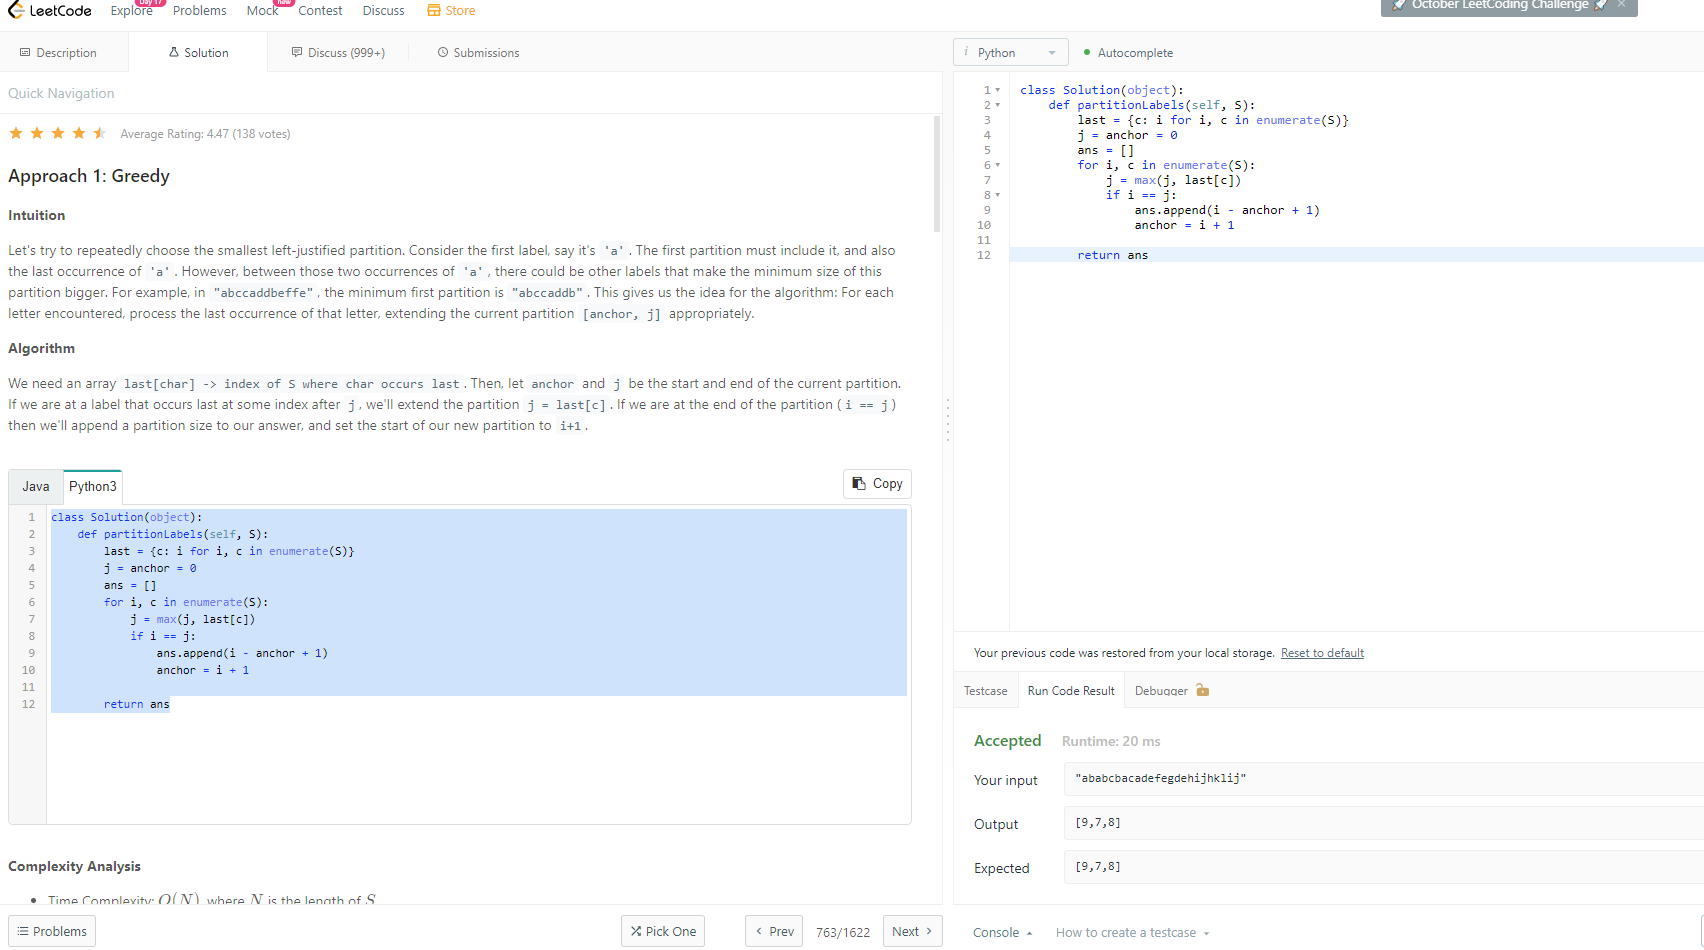 LeetCode Explore Day 17 Problems Mock new Contest Discuss Store
October LeetCoding Challenge
Description Solution Discuss (999+) Submissions
Quick Navigation
Average Rating: 4.47 (138 votes)
Approach 1: Greedy
Intuition
Let's try to repeatedly choose the smallest left-justified partition. Consider the first label, say it's 'a'. The first partition must include it, and also
the last occurrence of 'a'. However, between those two occurrences of 'a', there could be other labels that make the minimum size of this
partition bigger. For example, in "abccaddbeffe", the minimum first partition is "abccaddb". This gives us the idea for the algorithm: For each
letter encountered, process the last occurrence of that letter, extending the current partition [anchor, j] appropriately.
Algorithm
We need an array last[char] -> index of S where char occurs last. Then, let anchor and j be the start and end of the current partition.
If we are at a label that occurs last at some index after j, we'll extend the partition j = last[c]. If we are at the end of the partition (i == j)
then we'll append a partition size to our answer, and set the start of our new partition to i+1.
Java Python3 Copy
1 class Solution(object):
2     def partitionLabels(self, S):
3         last = {c: i for i, c in enumerate(S)}
4         j = anchor = 0
5         ans = []
6         for i, c in enumerate(S):
7             j = max(j, last[c])
8             if i == j:
9                 ans.append(i - anchor + 1)
10                 anchor = i + 1
11
12         return ans
Complexity Analysis
• Time Complexity: O(N), where N is the length of S
Problems Pick One Prev 763/1622 Next
i Python Autocomplete
1 class Solution(object):
2     def partitionLabels(self, S):
3         last = {c: i for i, c in enumerate(S)}
4         j = anchor = 0
5         ans = []
6         for i, c in enumerate(S):
7             j = max(j, last[c])
8             if i == j:
9                 ans.append(i - anchor + 1)
10                 anchor = i + 1
11
12         return ans
Your previous code was restored from your local storage. Reset to default
Testcase Run Code Result Debugger
Accepted Runtime: 20 ms
Your input "ababcbacadefegdehijhklij"
Output [9,7,8]
Expected [9,7,8]
Console How to create a testcase